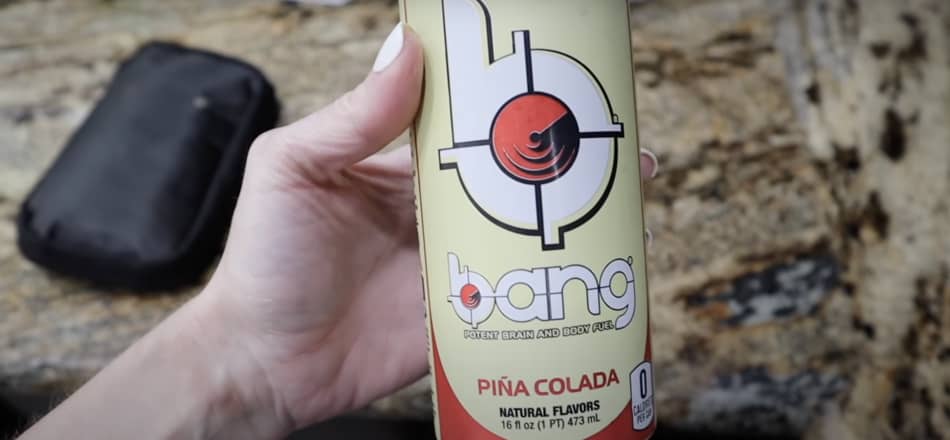 b
bang®
POTENT BRAIN AND BODY FUEL
PIÑA COLADA
NATURAL FLAVORS
16 fl oz (1 PT) 473 mL
0
CALORIES
PER CAN